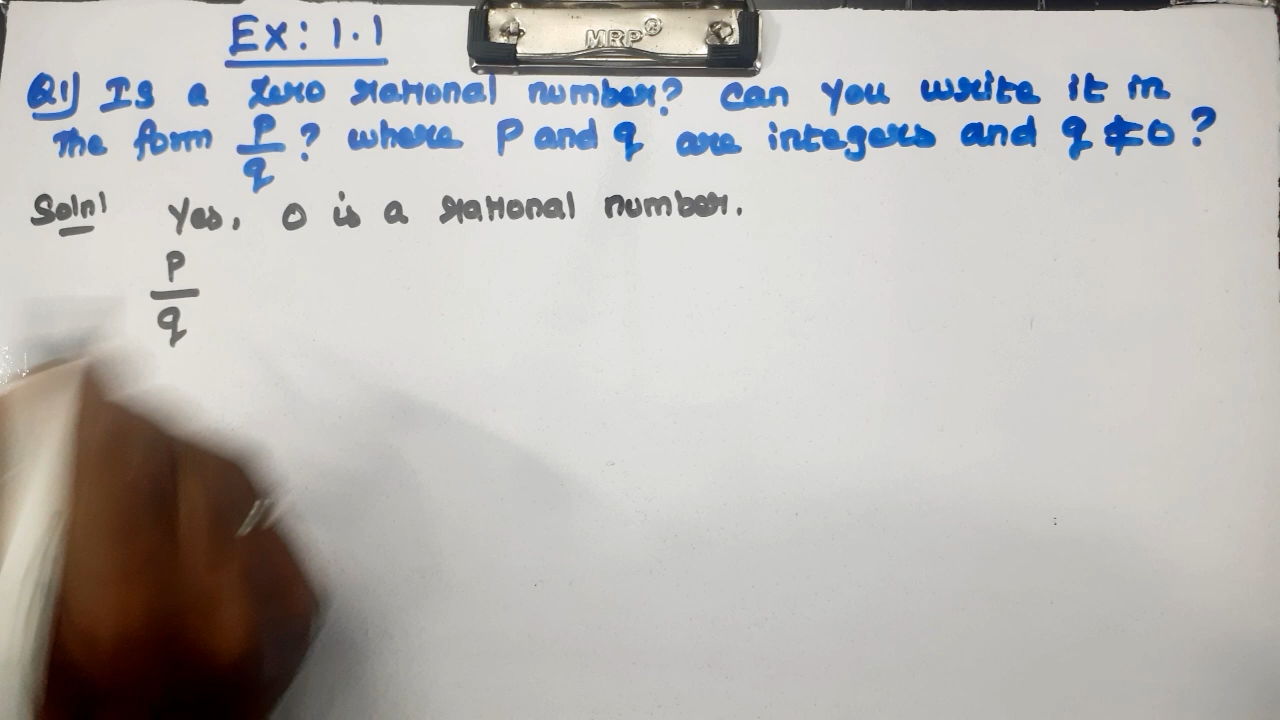 MRP®
Ex: 1.1
Q1) Is a zero rational number? can you write it in
the form p/q? where p and q are integers and q ≠ 0?
Soln! Yes, 0 is a rational number.
p
q